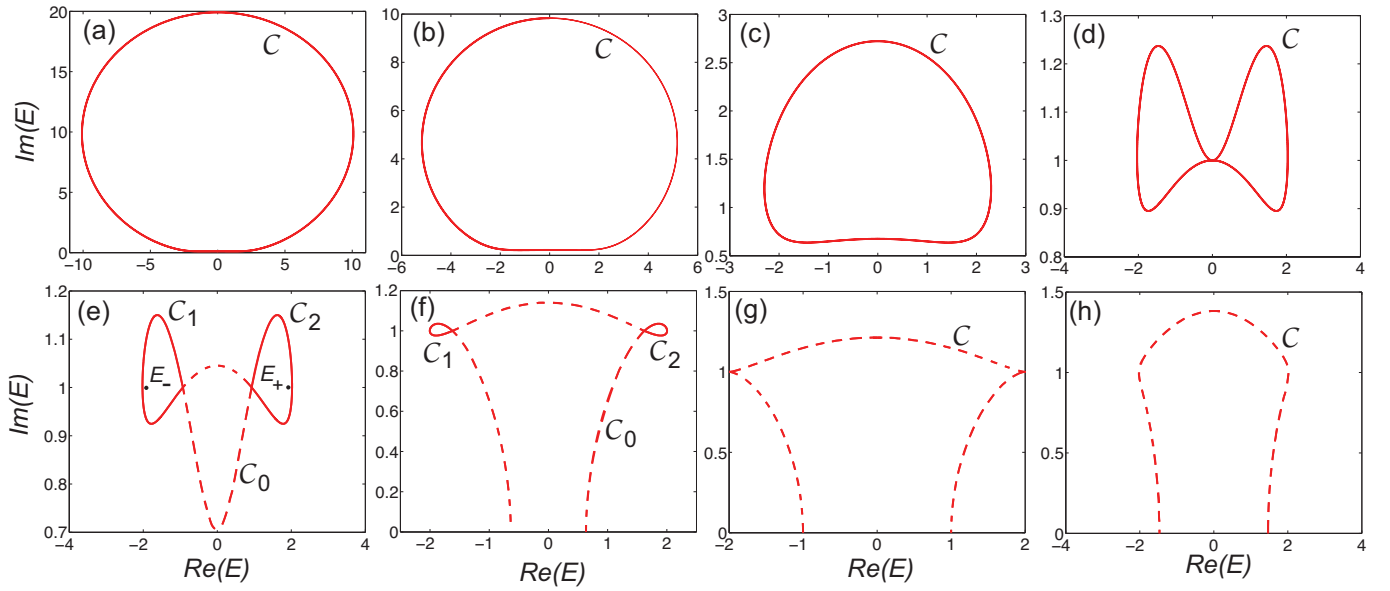 (a) C
Im(E)
20
15
10
5
0
−10 −5 0 5 10
(b) C
10
8
6
4
2
0
−6 −4 −2 0 2 4 6
(c) C
3
2.5
2
1.5
1
0.5
−3 −2 −1 0 1 2 3
(d) C
1.3
1.2
1.1
1
0.9
0.8
−4 −2 0 2 4
(e) C1 C2
E− E+
C0
Im(E)
1.2
1.1
1
0.9
0.8
0.7
−4 −2 0 2 4
Re(E)
(f)
C1 C2
C0
1.2
1
0.8
0.6
0.4
0.2
0
−2 −1 0 1 2
Re(E)
(g) C
1.5
1
0.5
0
−2 −1 0 1 2
Re(E)
(h) C
1.5
1
0.5
0
−4 −2 0 2 4
Re(E)